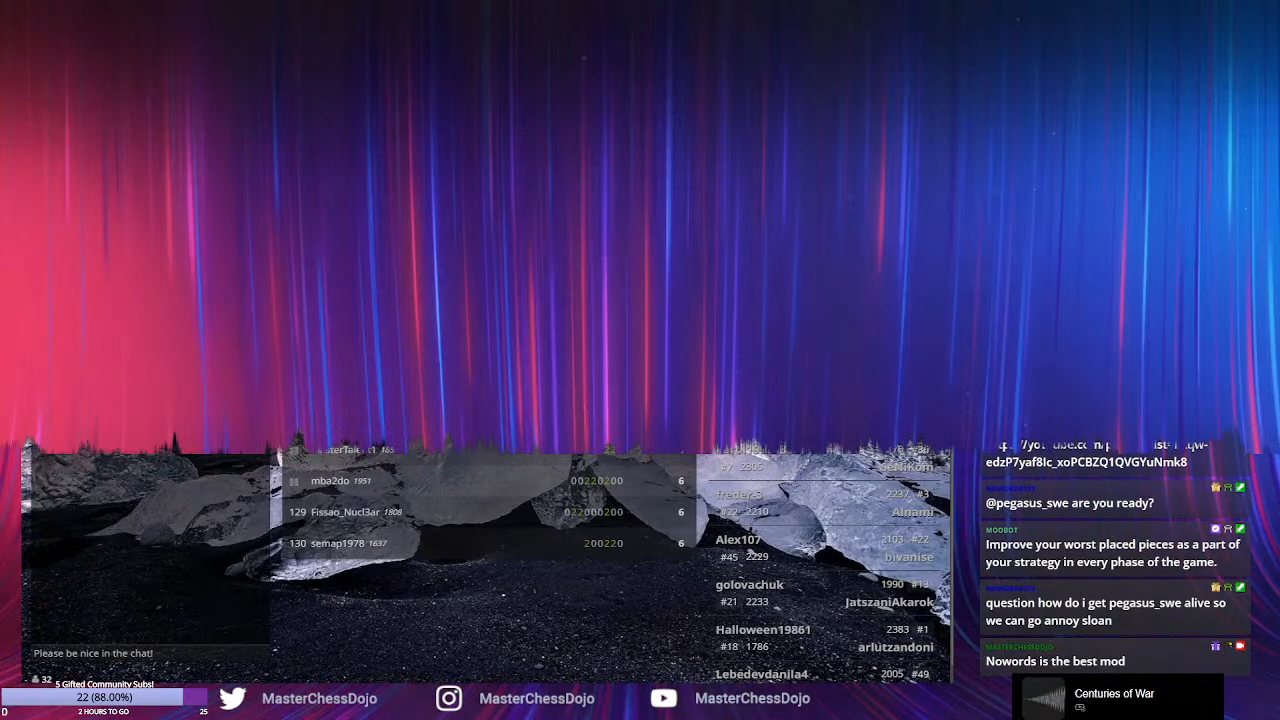 mba2do 1951 00220200 6
129 Fissao_Nucl3ar 1808 022000200 6
130 semap1978 1637 200220 6
#7 2305
SeNiKom
freder-3 2237 #3
#22 2210 Alnami
Alex107 2103 #22
#45 2229 bivanise
golovachuk 1990 #13
#21 2233 JatszaniAkarok
Halloween19861 2383 #1
#18 1786 arlutzandoni
Lebedevdanila4 2005 #49
edzP7yaf8Ic_xoPCBZQ1QVGYuNmk8
@pegasus_swe are you ready?
MOOBOT
Improve your worst placed pieces as a part of
your strategy in every phase of the game.
question how do i get pegasus_swe alive so
we can go annoy sloan
MASTERCHESSDOJO
Nowords is the best mod
Please be nice in the chat!
32
5 Gifted Community Subs!
22 (88.00%)
0 2 HOURS TO GO 25
MasterChessDojo
MasterChessDojo
MasterChessDojo
Centuries of War